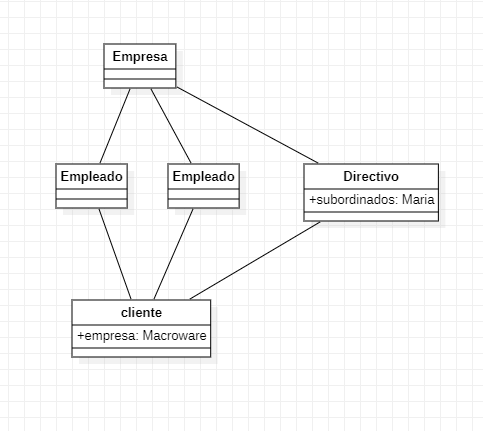 Empresa
Empleado
Empleado
Directivo
+subordinados: Maria
cliente
+empresa: Macroware